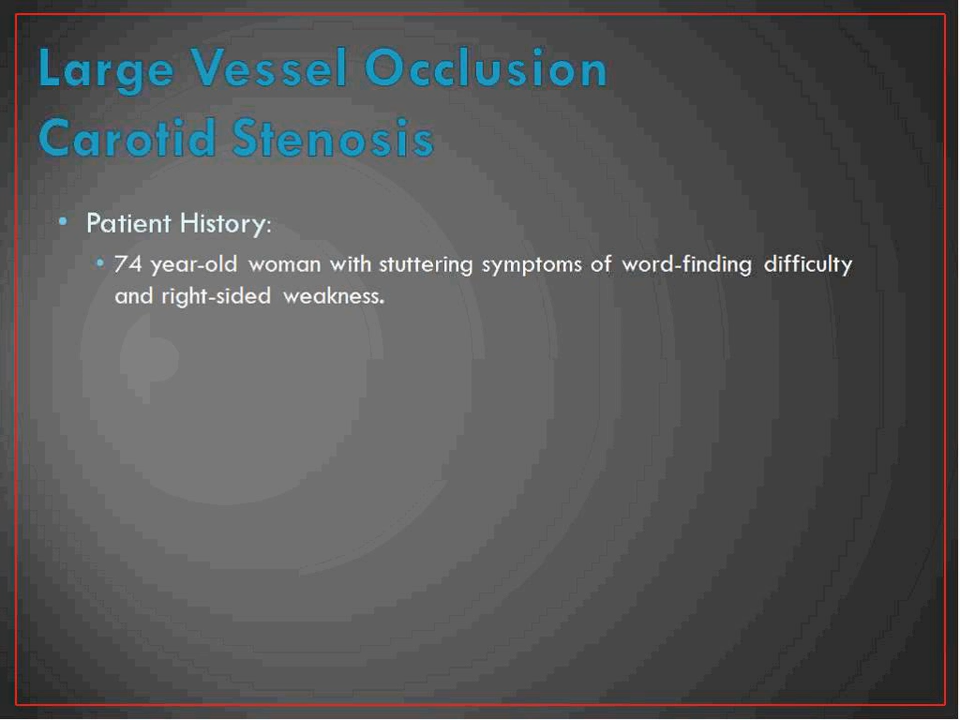 Large Vessel Occlusion
Carotid Stenosis
• Patient History:
• 74 year-old woman with stuttering symptoms of word-finding difficulty
and right-sided weakness.